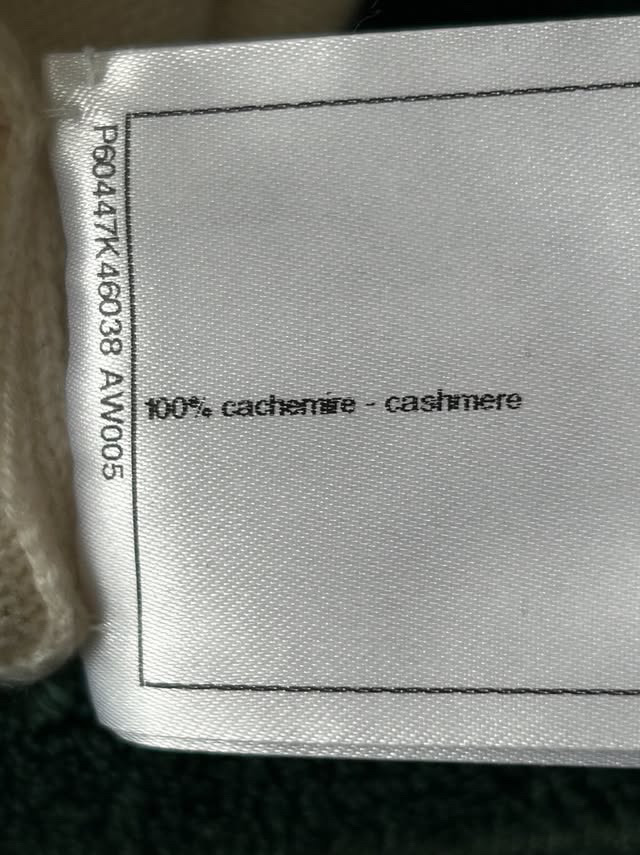 P60447K46038 AW005
100% cachemire - cashmere